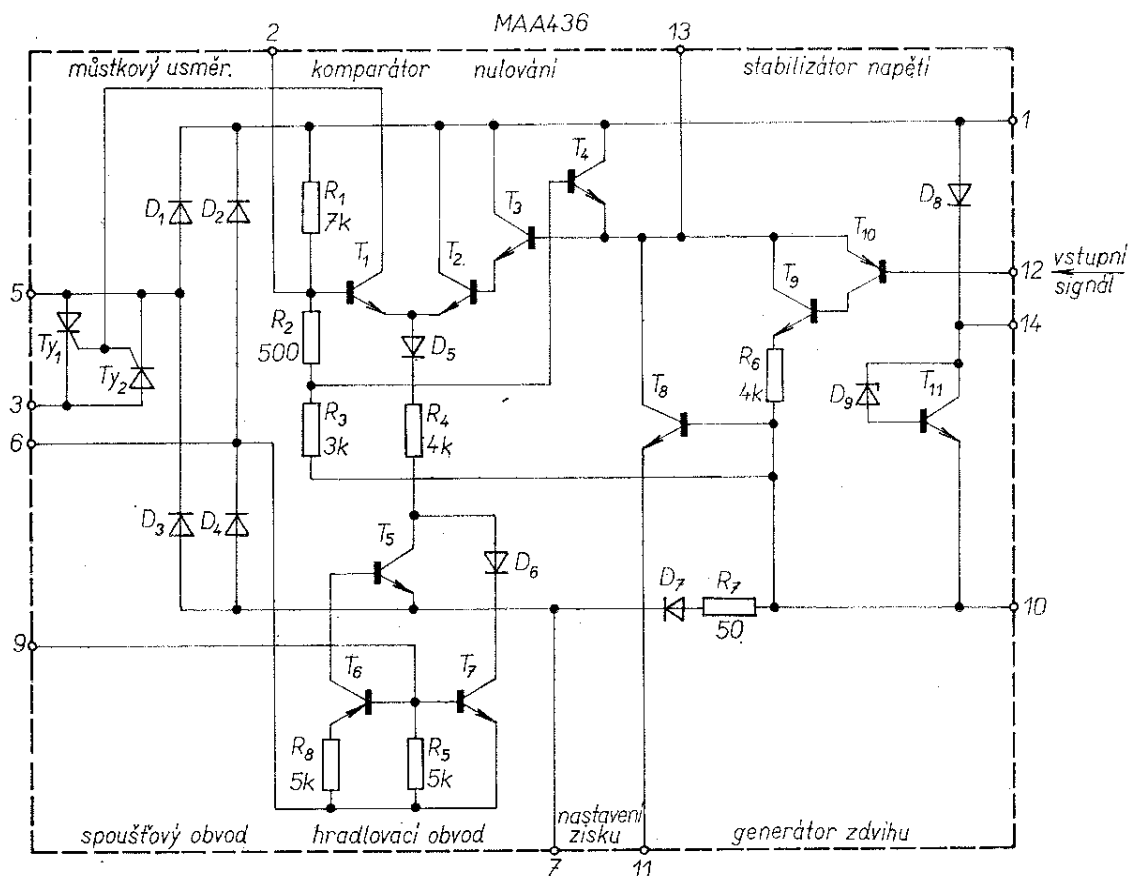 MAA436
2
13
můstkový usměr.
komparátor
nulování
stabilizátor napětí
1
T4
D1
D2
R1
7k
T3
D8
T1
T2
T10
T9
12
vstupní
signál
5
R2
500
D5
14
Ty1
Ty2
R6
4k
T8
D9
T11
3
R3
3k
R4
4k
6
D3
D4
T5
D6
D7
R7
50
10
9
T6
T7
R8
5k
R5
5k
spoušťový obvod
hradlovací obvod
nastavení
zisku
generátor zdvihu
7
11